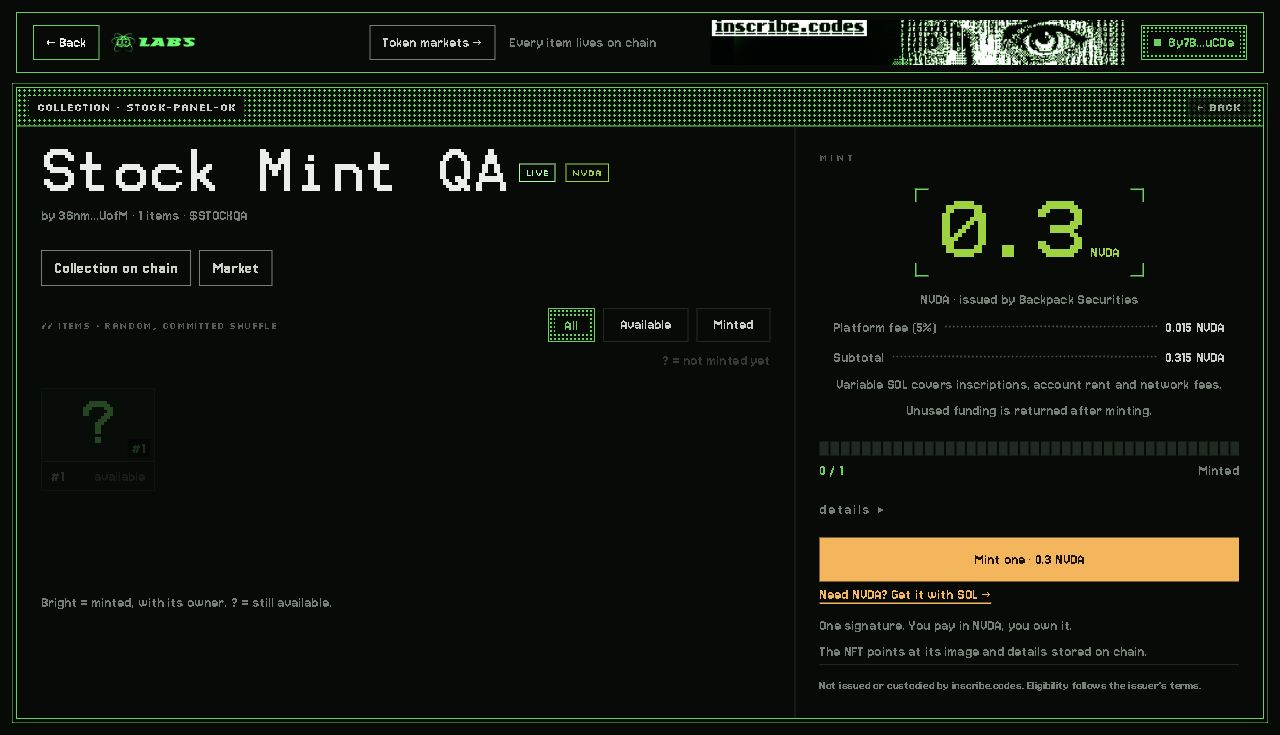 ← Back
LABS
Token markets →
Every item lives on chain
inscribe.codes
8y7B...uCDe
COLLECTION · STOCK-PANEL-OK
← BACK
Stock Mint QA
LIVE
NVDA
by 36nm...UofM · 1 items · $STOCKQA
Collection on chain
Market
// ITEMS · RANDOM, COMMITTED SHUFFLE
All
Available
Minted
? = not minted yet
?
#1
#1
available
Bright = minted, with its owner. ? = still available.
MINT
0.3 NVDA
NVDA · issued by Backpack Securities
Platform fee (5%) 0.015 NVDA
Subtotal 0.315 NVDA
Variable SOL covers inscriptions, account rent and network fees.
Unused funding is returned after minting.
0 / 1
Minted
details ▸
Mint one · 0.3 NVDA
Need NVDA? Get it with SOL →
One signature. You pay in NVDA, you own it.
The NFT points at its image and details stored on chain.
Not issued or custodied by inscribe.codes. Eligibility follows the issuer's terms.